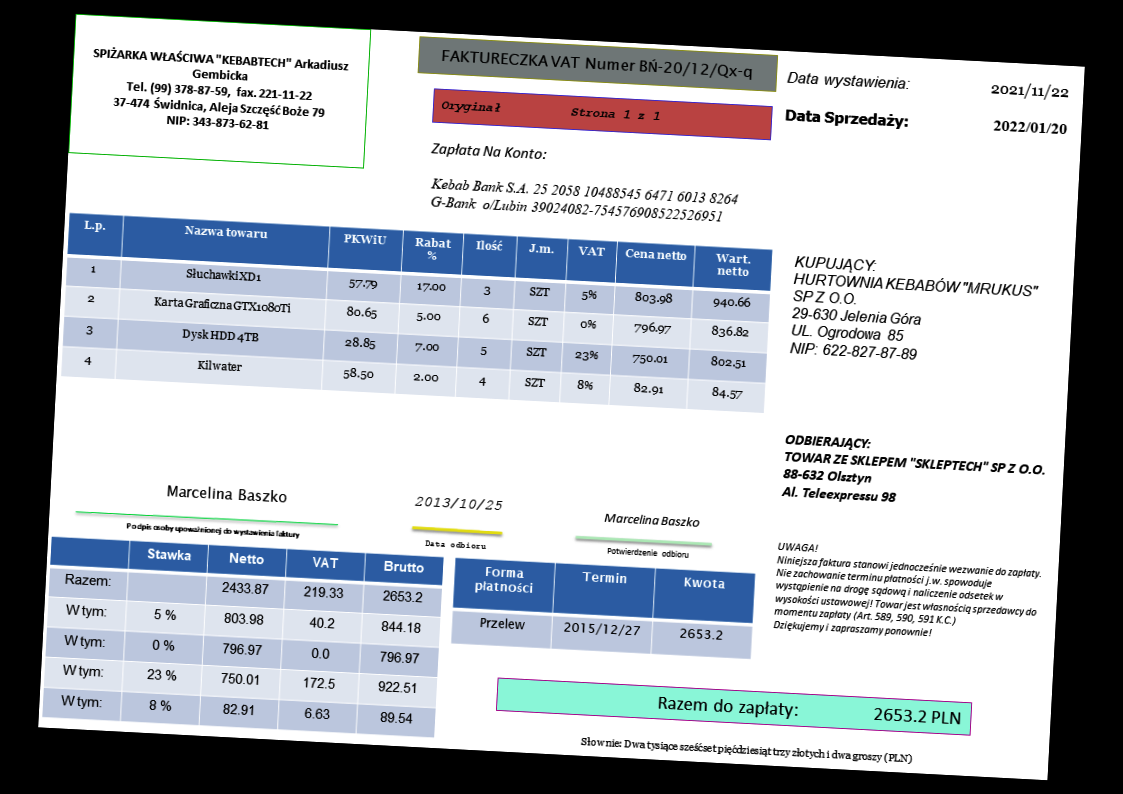 SPIŻARKA WŁAŚCIWA "KEBABTECH" Arkadiusz
Gembicka
Tel. (99) 378-87-59, fax. 221-11-22
37-474 Świdnica, Aleja Szczęść Boże 79
NIP: 343-873-62-81
FAKTURECZKA VAT Numer BŃ-20/12/Qx-q
Oryginał Strona 1 z 1
Data wystawienia: 2021/11/22
Data Sprzedaży: 2022/01/20
Zapłata Na Konto:
Kebab Bank S.A. 25 2058 10488545 6471 6013 8264
G-Bank o/Lubin 39024082-754576908522526951
L.p. Nazwa towaru PKWiU Rabat % Ilość J.m. VAT Cena netto Wart. netto
1 Słuchawki XD1 57.79 17.00 3 SZT 5% 803.98 940.66
2 Karta Graficzna GTX1080Ti 80.65 5.00 6 SZT 0% 796.97 836.82
3 Dysk HDD 4TB 28.85 7.00 5 SZT 23% 750.01 802.51
4 Kilwater 58.50 2.00 4 SZT 8% 82.91 84.57
KUPUJĄCY:
HURTOWNIA KEBABÓW "MRUKUS"
SP Z O.O.
29-630 Jelenia Góra
UL. Ogrodowa 85
NIP: 622-827-87-89
ODBIERAJĄCY:
TOWAR ZE SKLEPEM "SKLEPTECH" SP Z O.O.
88-632 Olsztyn
Al. Teleexpressu 98
Marcelina Baszko
Podpis osoby upoważnionej do wystawienia faktury
2013/10/25
Data odbioru
Marcelina Baszko
Potwierdzenie odbioru
UWAGA!
Niniejsza faktura stanowi jednocześnie wezwanie do zapłaty.
Nie zachowanie terminu płatności j.w. spowoduje
wystąpienie na drogę sądową i naliczenie odsetek w
wysokości ustawowej! Towar jest własnością sprzedawcy do
momentu zapłaty (Art. 589, 590, 591 K.C.)
Dziękujemy i zapraszamy ponownie!
Stawka Netto VAT Brutto
Razem: 2433.87 219.33 2653.2
W tym: 5 % 803.98 40.2 844.18
W tym: 0 % 796.97 0.0 796.97
W tym: 23 % 750.01 172.5 922.51
W tym: 8 % 82.91 6.63 89.54
Forma płatności Termin Kwota
Przelew 2015/12/27 2653.2
Razem do zapłaty: 2653.2 PLN
Słownie: Dwa tysiące sześćset pięćdziesiąt trzy złotych i dwa groszy (PLN)